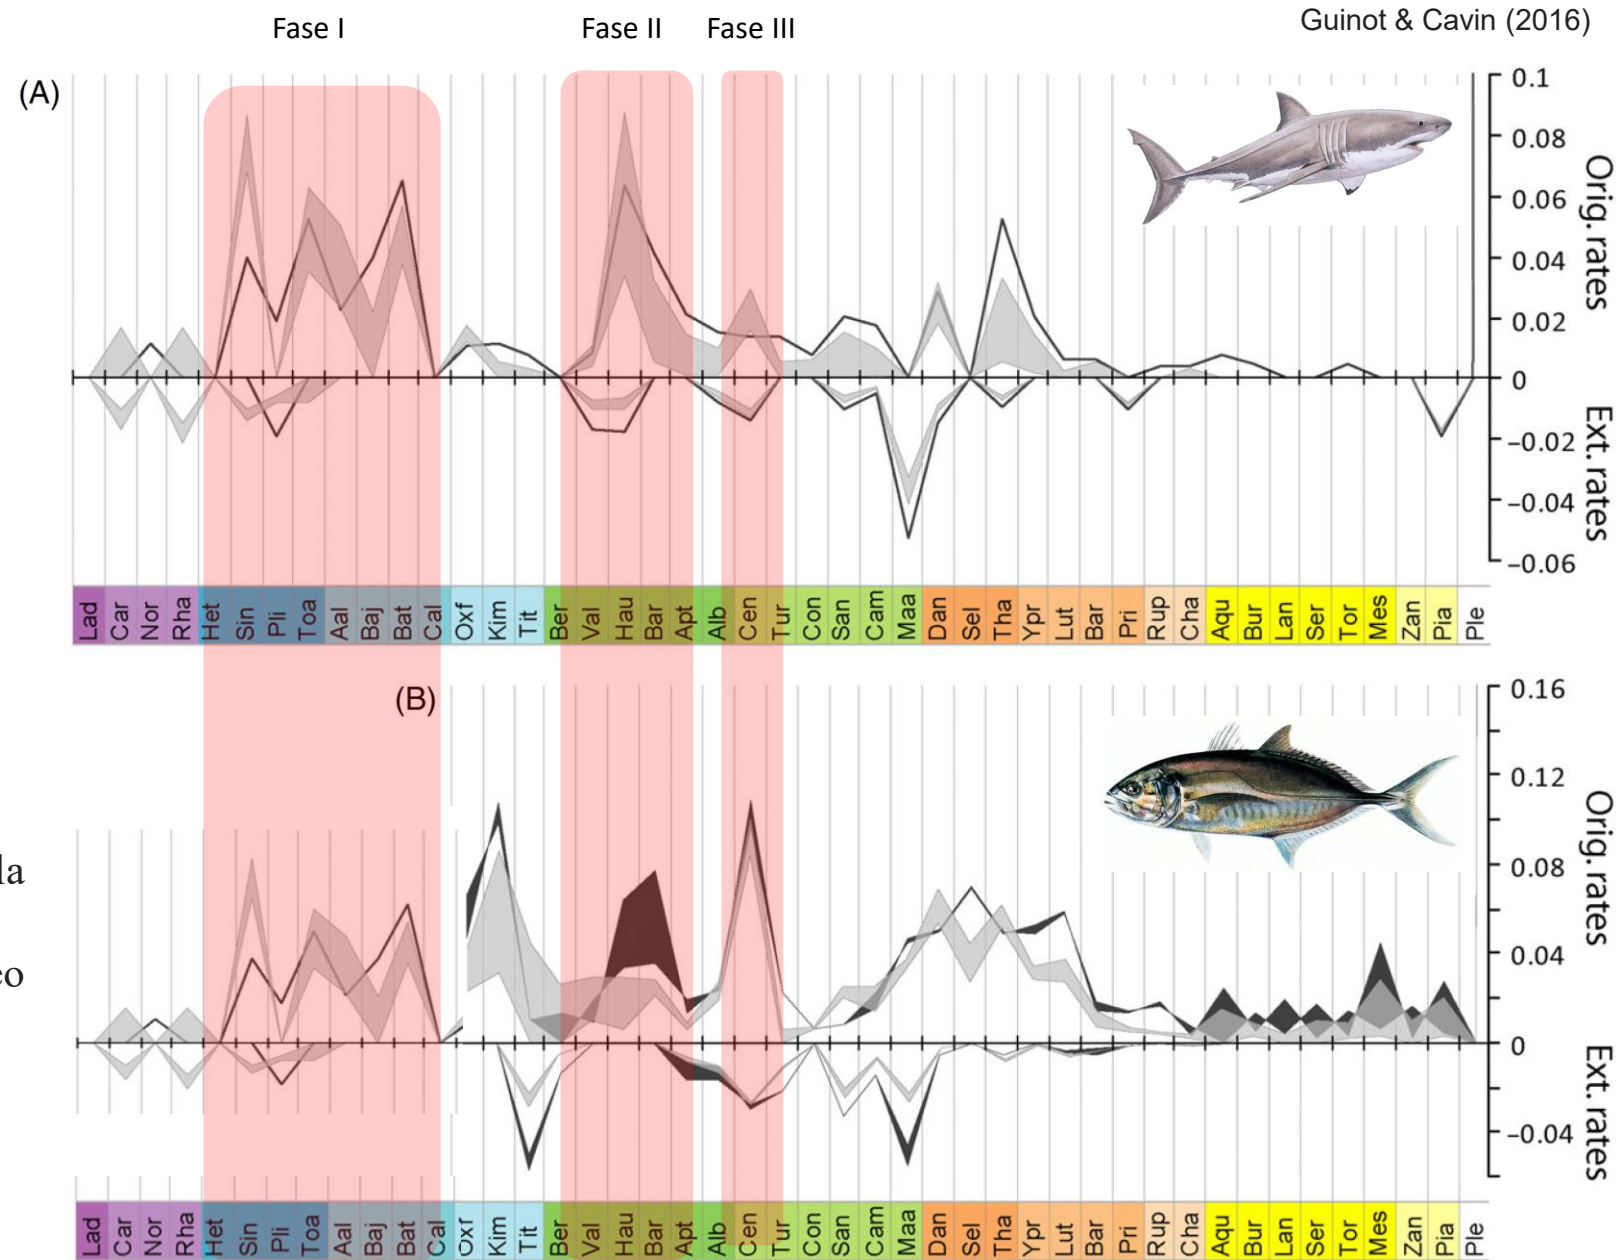 Fase I Fase II Fase III
Guinot & Cavin (2016)
(A)
0.1
0.08
0.06
0.04
0.02
0
−0.02
−0.04
−0.06
Orig. rates
Ext. rates
Lad Car Nor Rha Het Sin Pli Toa Aal Baj Bat Cal Oxf Kim Tit Ber Val Hau Bar Apt Alb Cen Tur Con San Cam Maa Dan Sel Tha Ypr Lut Bar Pri Rup Cha Aqu Bur Lan Ser Tor Mes Zan Pia Ple
(B)
0.16
0.12
0.08
0.04
0
−0.04
Orig. rates
Ext. rates
la
eo
Lad Car Nor Rha Het Sin Pli Toa Aal Baj Bat Cal Oxf Kim Tit Ber Val Hau Bar Apt Alb Cen Tur Con San Cam Maa Dan Sel Tha Ypr Lut Bar Pri Rup Cha Aqu Bur Lan Ser Tor Mes Zan Pia Ple